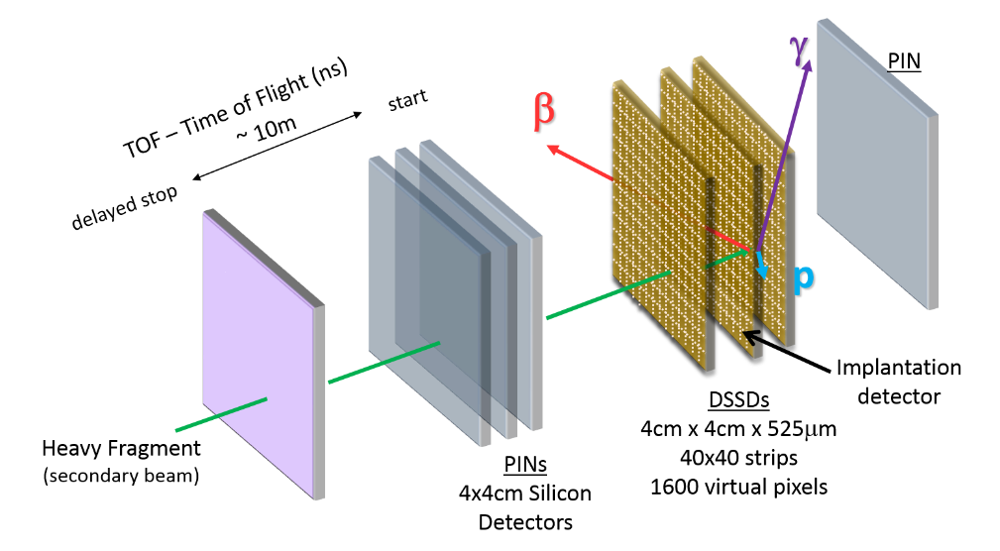 TOF – Time of Flight (ns)
~ 10m
start
delayed stop
Heavy Fragment
(secondary beam)
PINs
4x4cm Silicon
Detectors
β
γ
p
PIN
Implantation
detector
DSSDs
4cm x 4cm x 525μm
40x40 strips
1600 virtual pixels